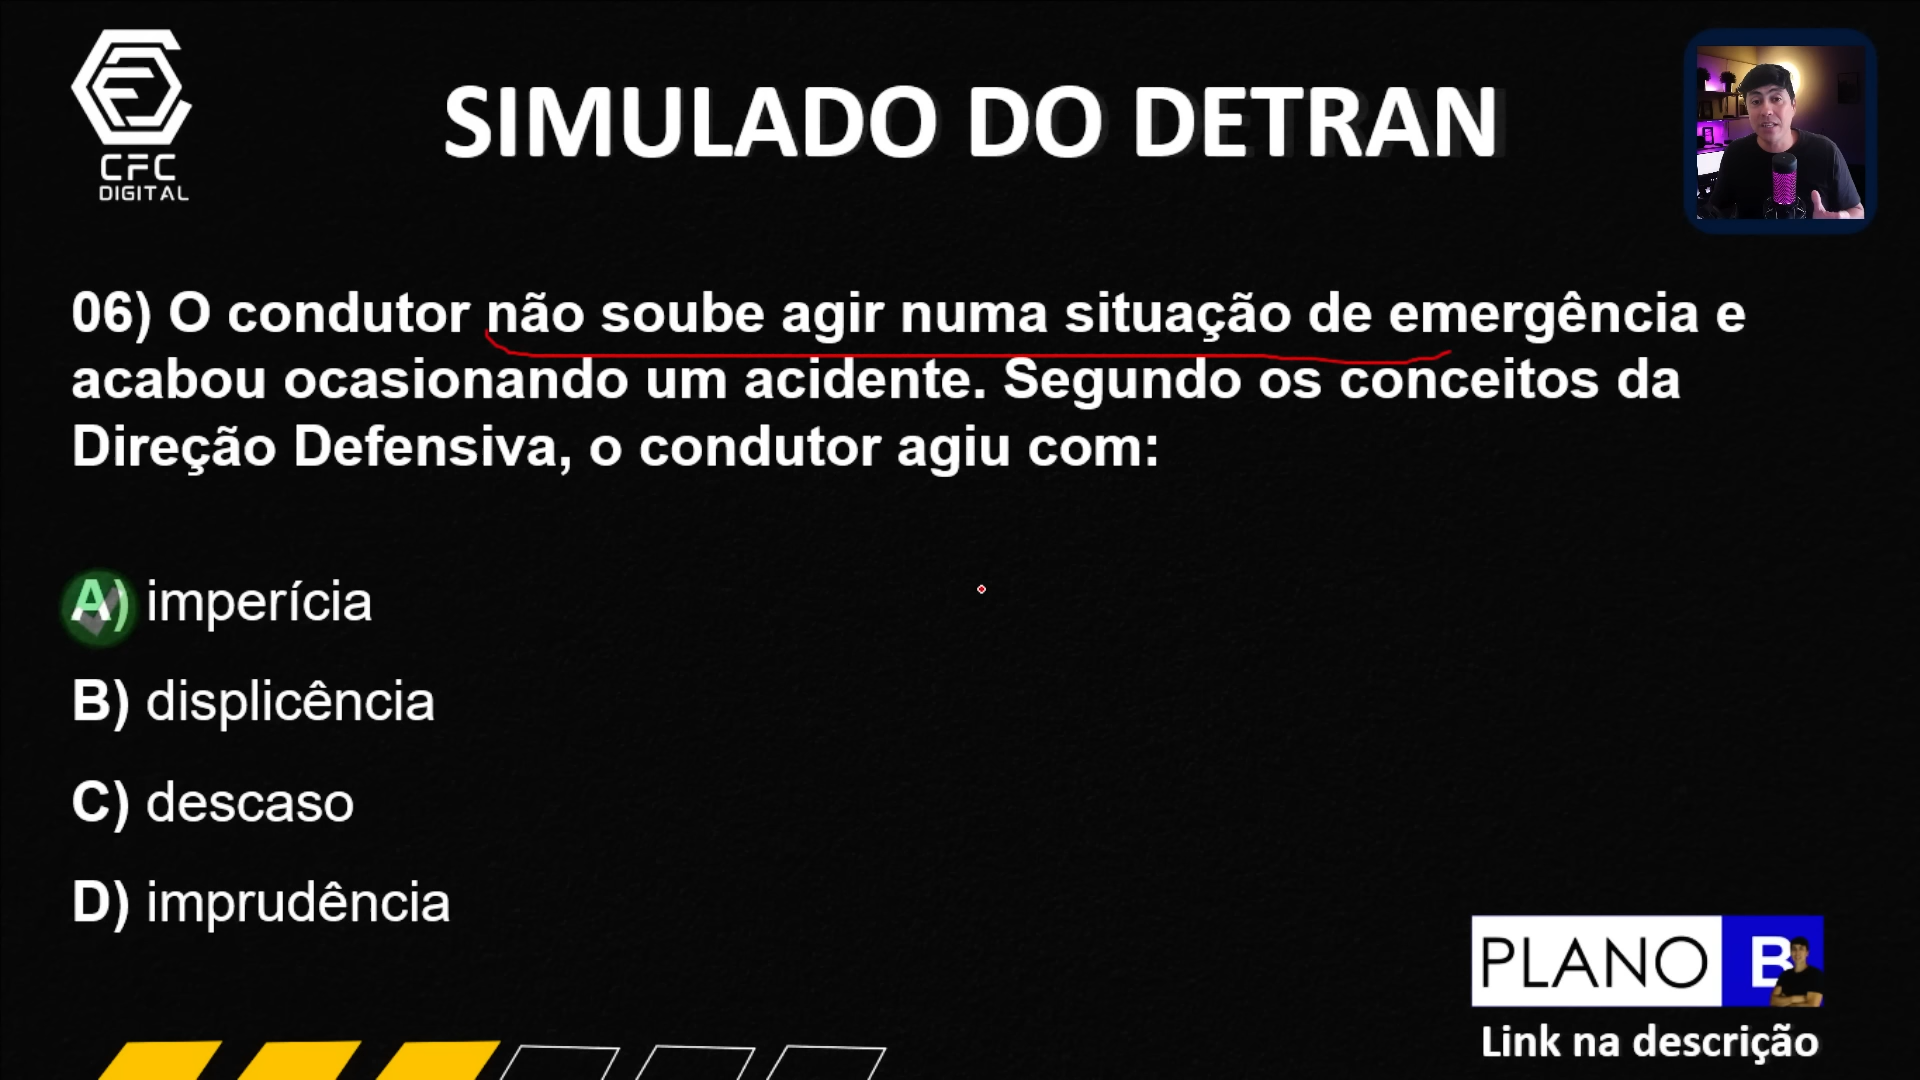 CFC
DIGITAL
SIMULADO DO DETRAN
06) O condutor não soube agir numa situação de emergência e
acabou ocasionando um acidente. Segundo os conceitos da
Direção Defensiva, o condutor agiu com:
A) imperícia
B) displicência
C) descaso
D) imprudência
PLANO B
Link na descrição